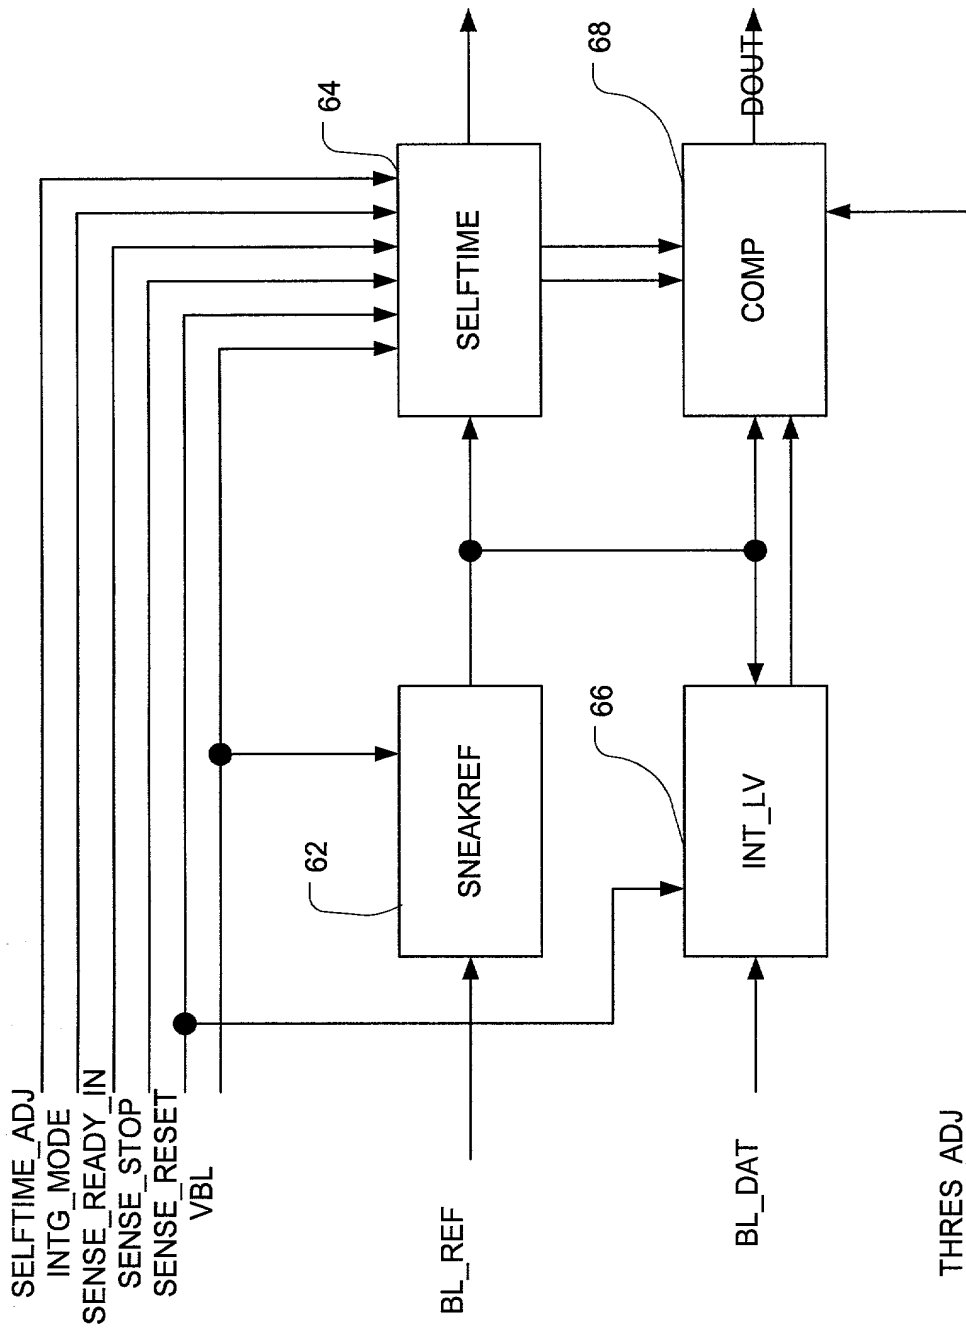 SELFTIME_ADJ
INTG_MODE
SENSE_READY_IN
SENSE_STOP
SENSE_RESET
VBL
BL_REF
BL_DAT
THRES ADJ
62
SNEAKREF
66
INT_LV
64
SELFTIME
68
COMP
DOUT